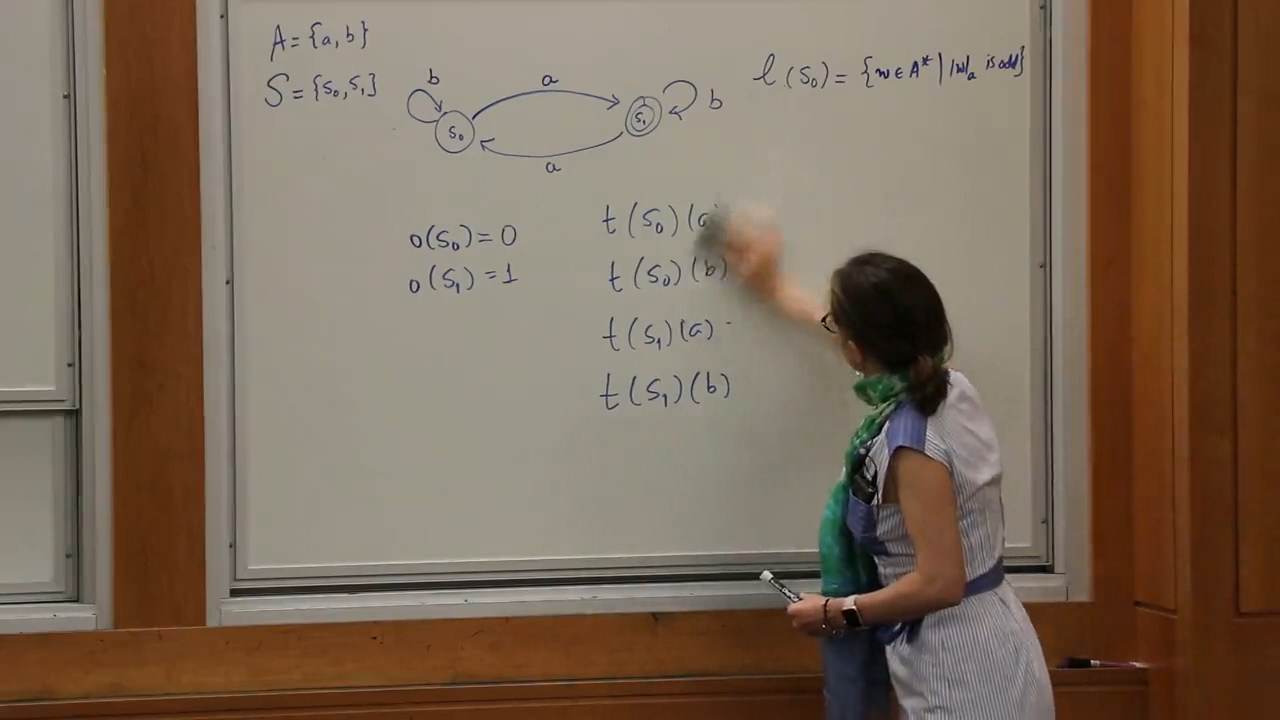 A = {a, b}
S = {s₀, s₁}
b
a
s₀
s₁
b
a
l(s₀) = {w ∈ A* | |w|ₐ is odd}
o(s₀) = 0
o(s₁) = 1
t(s₀)(a)
t(s₀)(b)
t(s₁)(a)
t(s₁)(b)